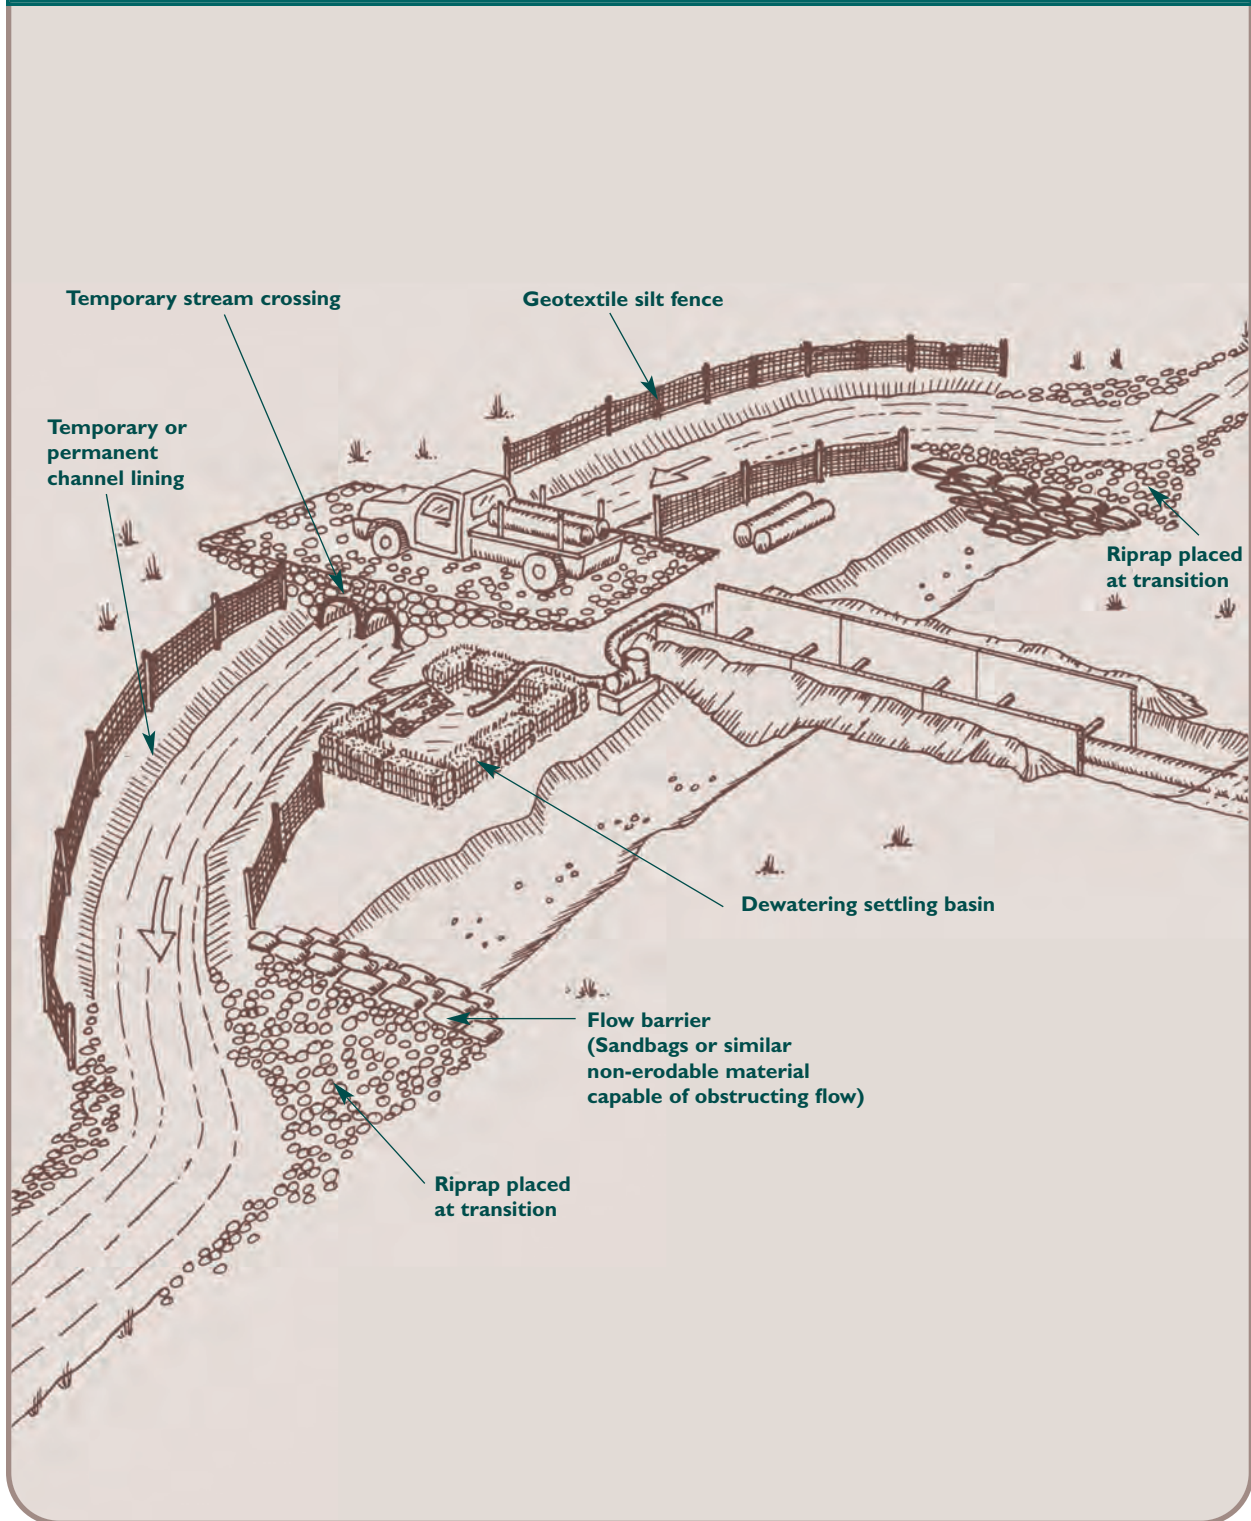 Temporary stream crossing
Geotextile silt fence
Temporary or
permanent
channel lining
Riprap placed
at transition
Dewatering settling basin
Flow barrier
(Sandbags or similar
non-erodable material
capable of obstructing flow)
Riprap placed
at transition